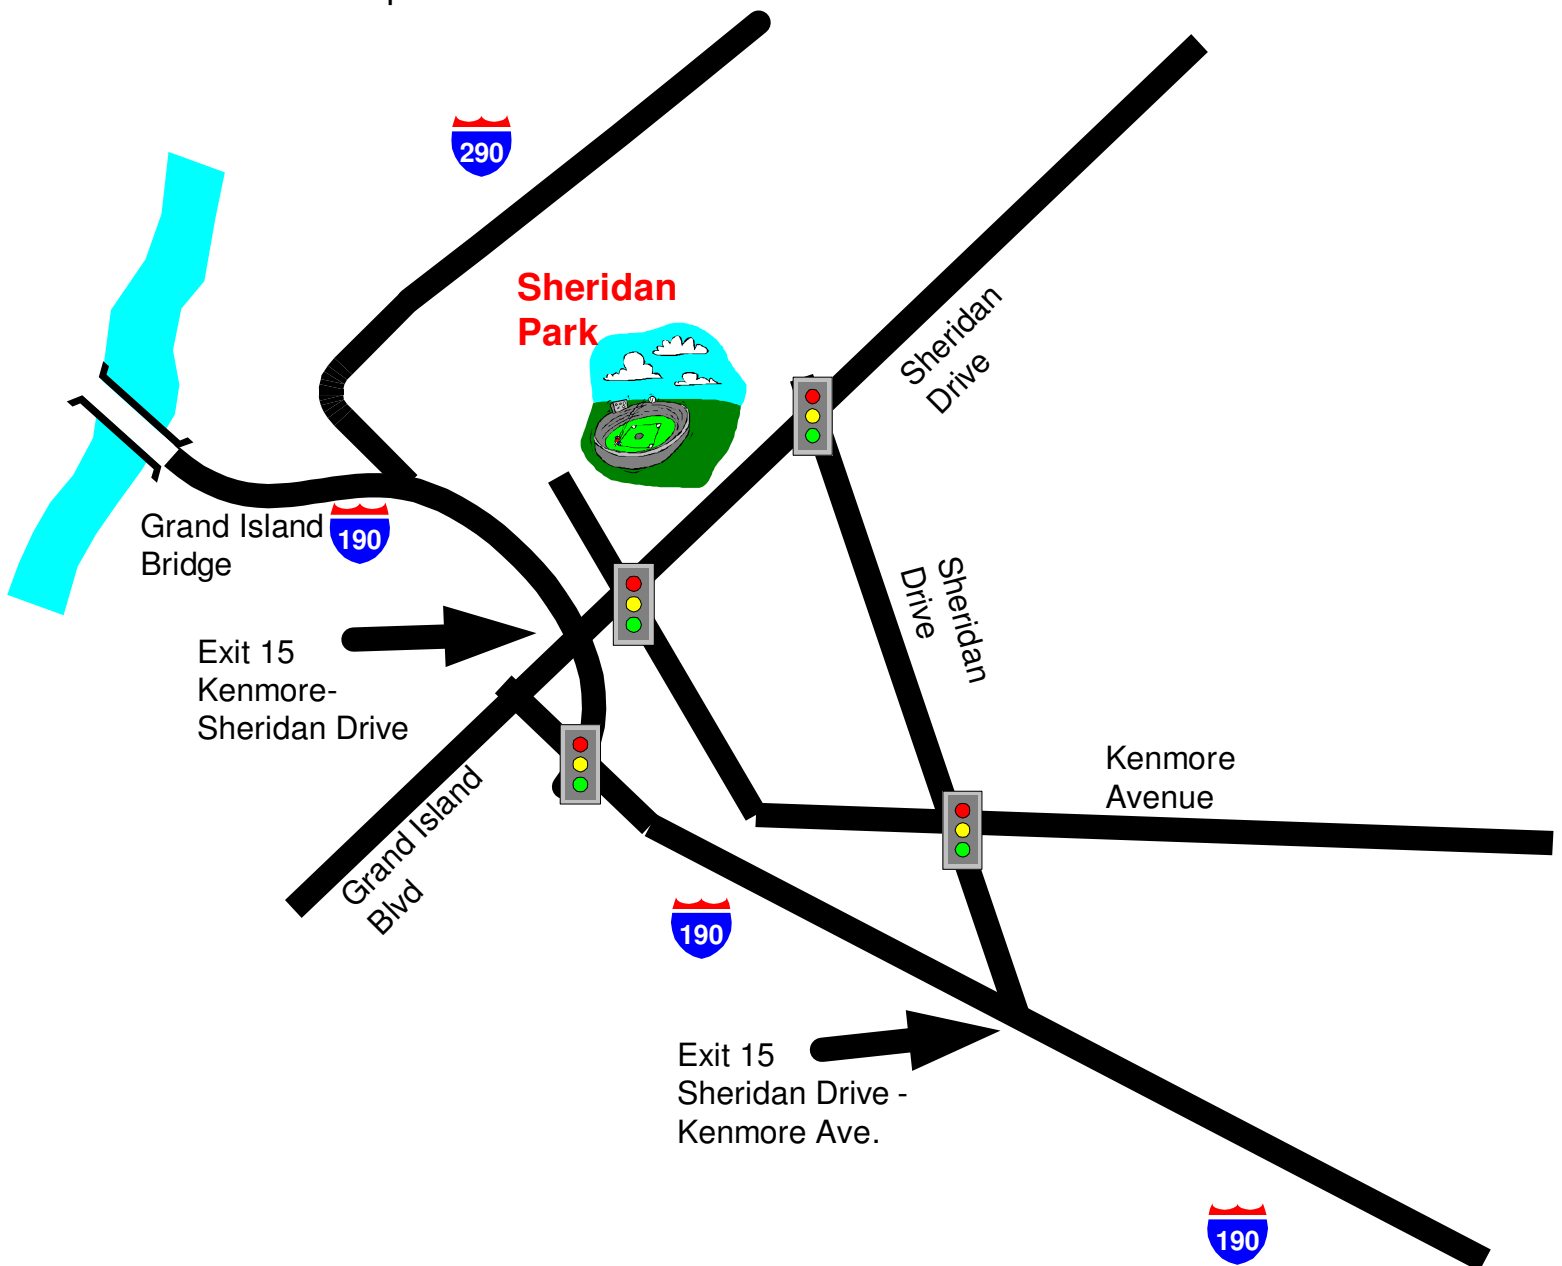 290
Sheridan
Park
Sheridan
Drive
Grand Island
Bridge
190
Sheridan
Drive
Exit 15
Kenmore-
Sheridan Drive
Kenmore
Avenue
Grand Island
Blvd
190
Exit 15
Sheridan Drive -
Kenmore Ave.
190